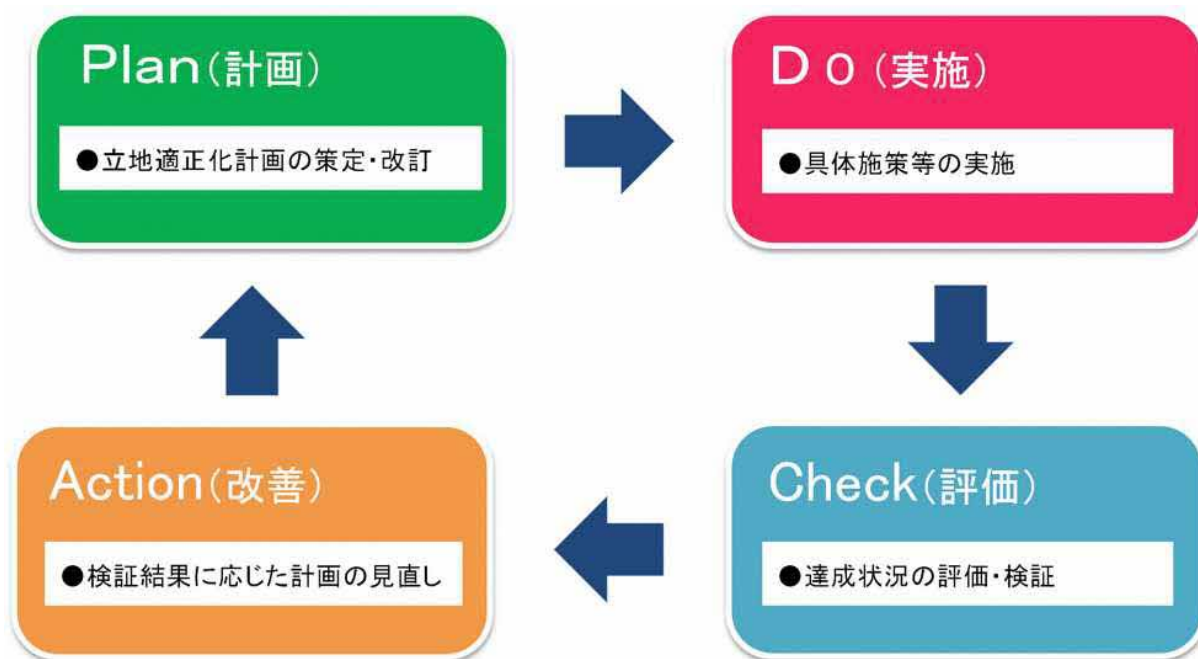 Plan(計画)
●立地適正化計画の策定・改訂
Do(実施)
●具体施策等の実施
Check(評価)
●達成状況の評価・検証
Action(改善)
●検証結果に応じた計画の見直し